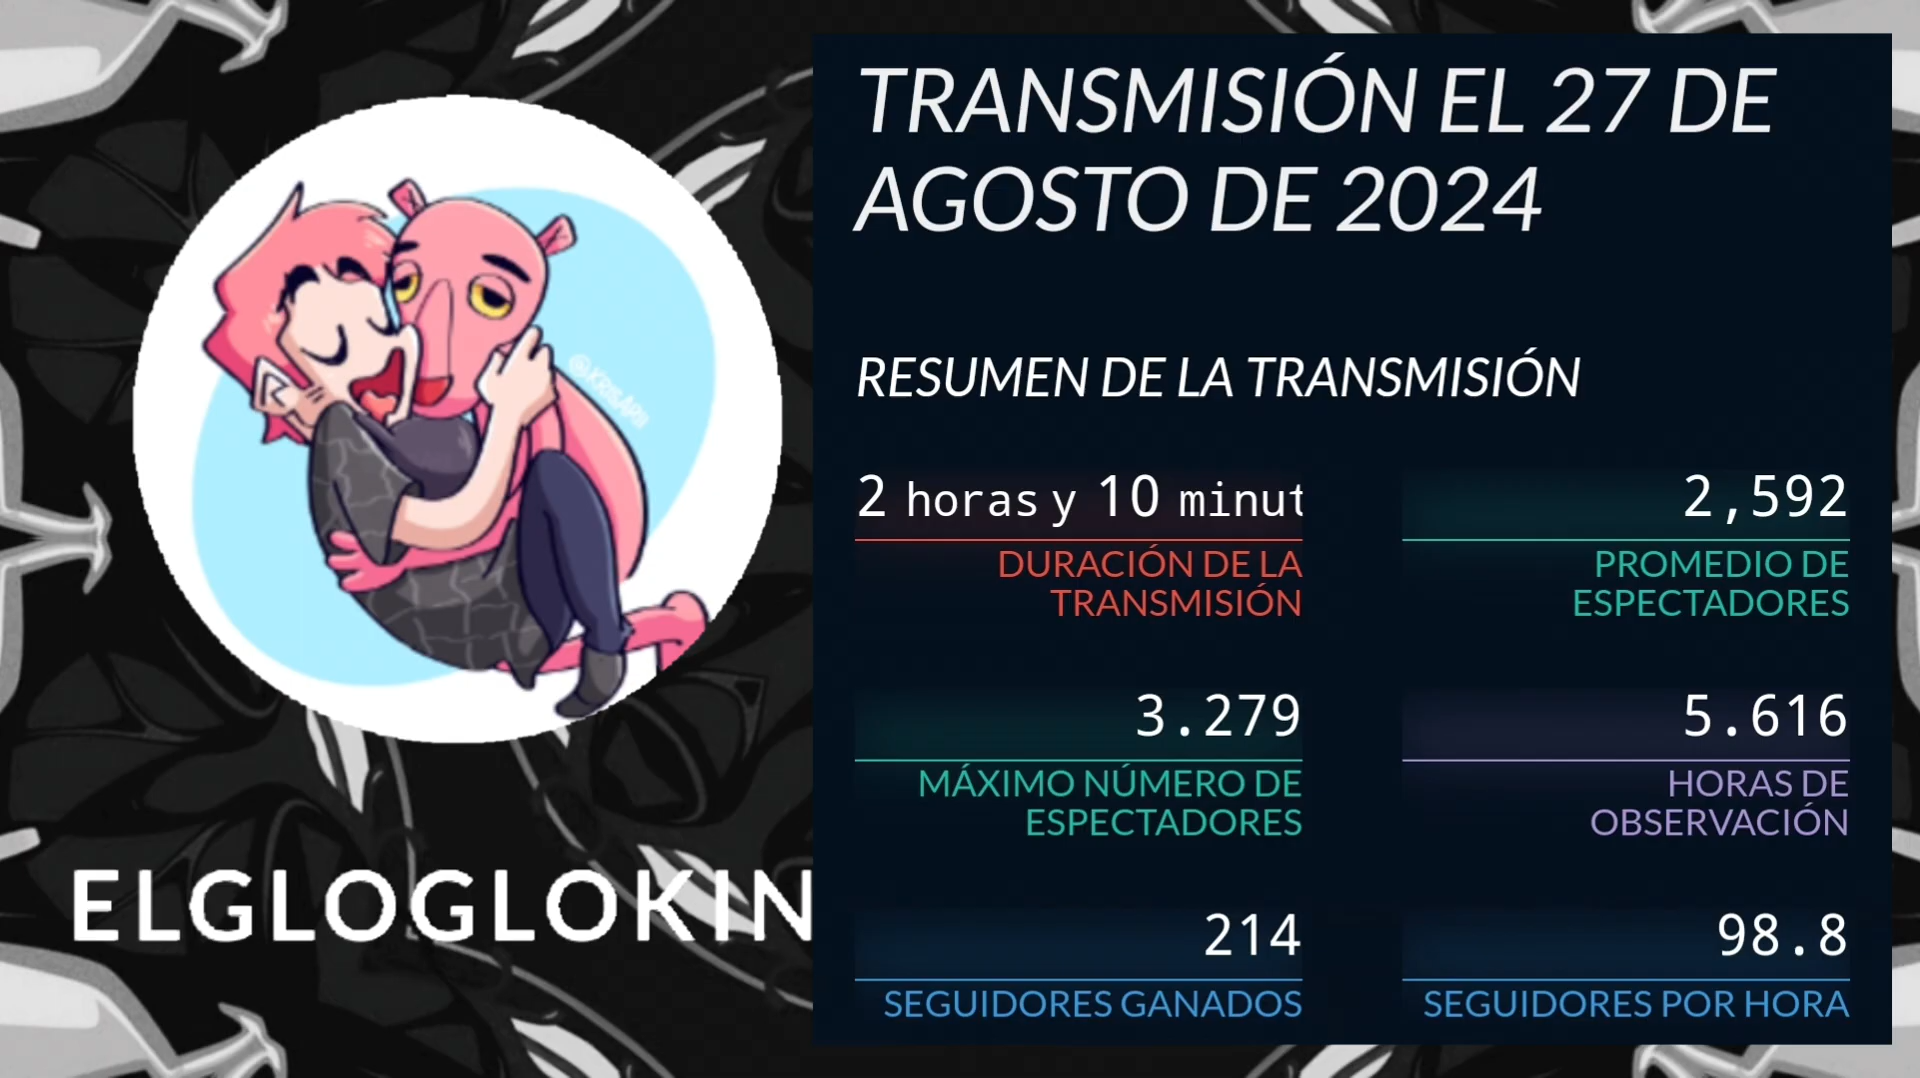 TRANSMISIÓN EL 27 DE
AGOSTO DE 2024
RESUMEN DE LA TRANSMISIÓN
2 horas y 10 minut
DURACIÓN DE LA
TRANSMISIÓN
2,592
PROMEDIO DE
ESPECTADORES
3.279
MÁXIMO NÚMERO DE
ESPECTADORES
5.616
HORAS DE
OBSERVACIÓN
214
SEGUIDORES GANADOS
98.8
SEGUIDORES POR HORA
@KRISAPII
ELGLOGLOKIN